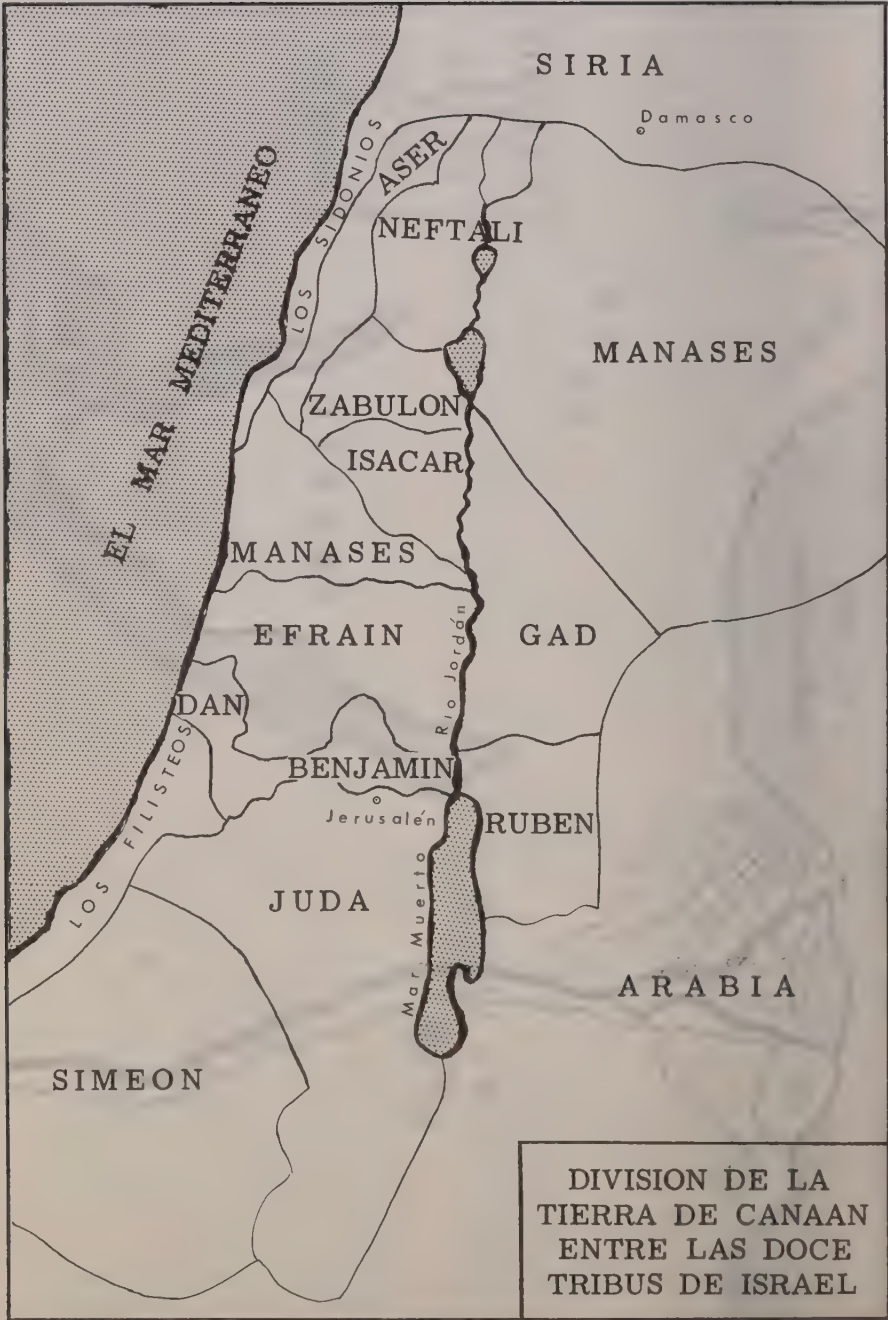 SIRIA
Damasco
LOS SIDONIOS
ASER
NEFTALI
EL MAR MEDITERRANEO
MANASES
ZABULON
ISACAR
MANASES
EFRAIN
GAD
Rio Jordán
DAN
BENJAMIN
Jerusalén
RUBEN
LOS FILISTEOS
JUDA
Mar Muerto
ARABIA
SIMEON
DIVISION DE LA
TIERRA DE CANAAN
ENTRE LAS DOCE
TRIBUS DE ISRAEL